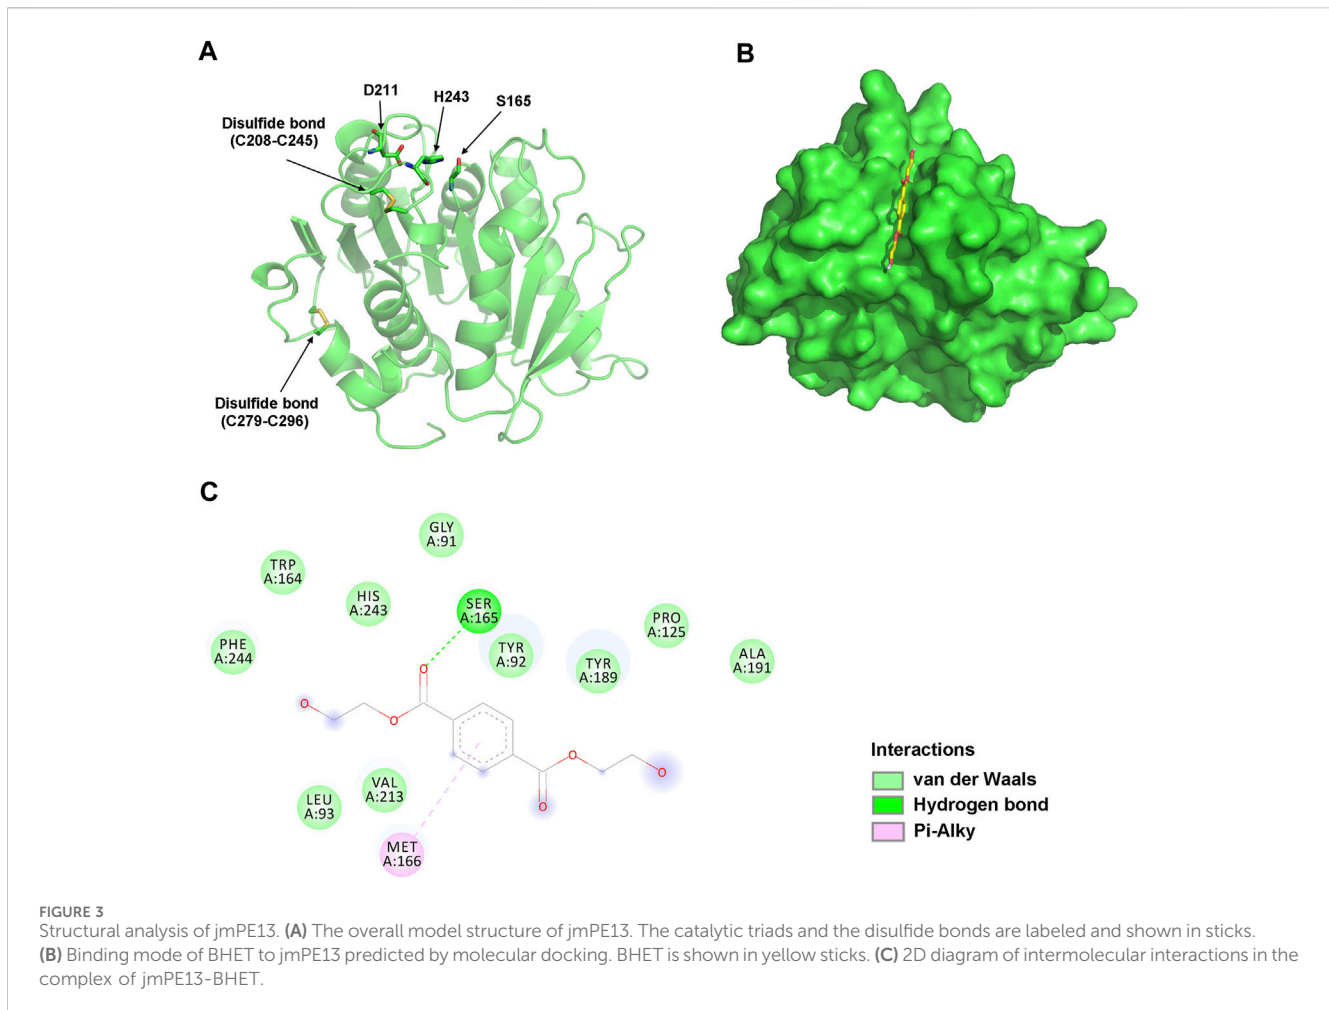 A
B
D211
H243
S165
Disulfide bond
(C208-C245)
Disulfide bond
(C279-C296)
C
GLY
A:91
TRP
A:164
HIS
A:243
SER
A:165
PRO
A:125
PHE
A:244
TYR
A:92
TYR
A:189
ALA
A:191
O
O
O
O
O
O
VAL
A:213
LEU
A:93
MET
A:166
Interactions
van der Waals
Hydrogen bond
Pi-Alky
FIGURE 3
Structural analysis of jmPE13. (A) The overall model structure of jmPE13. The catalytic triads and the disulfide bonds are labeled and shown in sticks.
(B) Binding mode of BHET to jmPE13 predicted by molecular docking. BHET is shown in yellow sticks. (C) 2D diagram of intermolecular interactions in the
complex of jmPE13-BHET.